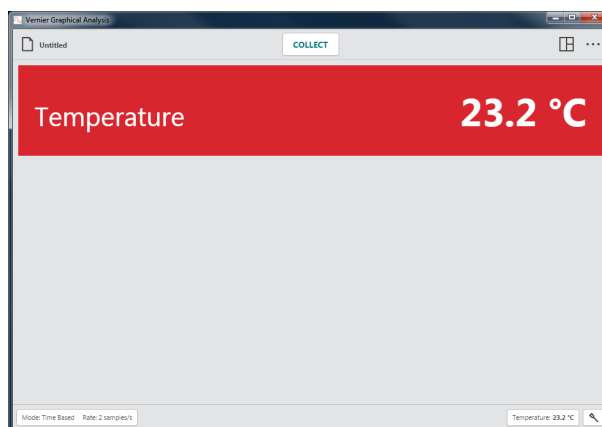 Vernier Graphical Analysis
Untitled
COLLECT
Temperature 23.2 °C
Mode: Time Based Rate: 2 samples/s
Temperature: 23.2 °C